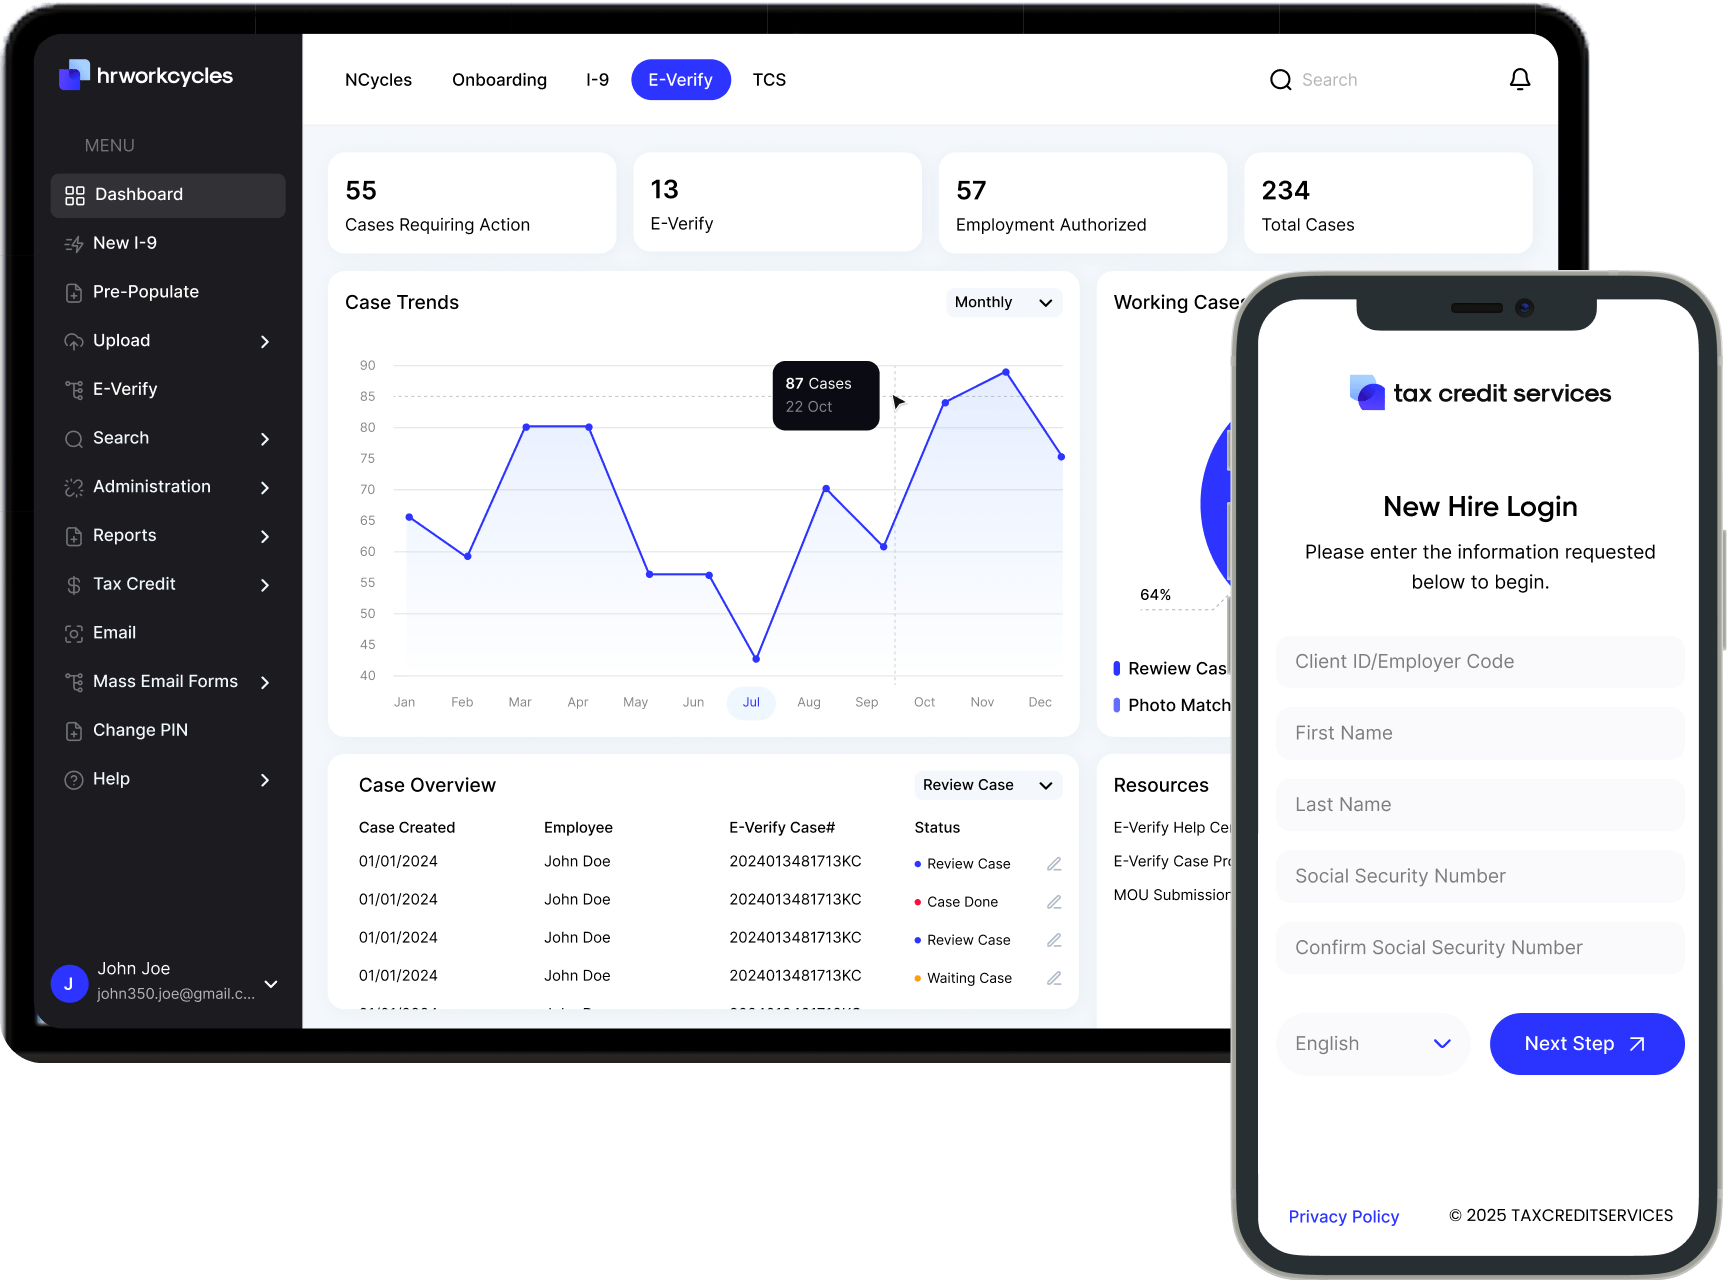 hrworkcycles
MENU
Dashboard
New I-9
Pre-Populate
Upload
E-Verify
Search
Administration
Reports
Tax Credit
Email
Mass Email Forms
Change PIN
Help
J
John Joe
john350.joe@gmail.c...
NCycles Onboarding I-9 E-Verify TCS Search
55
Cases Requiring Action
13
E-Verify
57
Employment Authorized
234
Total Cases
Case Trends Monthly
90
85
80
75
70
65
60
55
50
45
40
87 Cases
22 Oct
Jan Feb Mar Apr May Jun Jul Aug Sep Oct Nov Dec
Working Cases
64%
Rewiew Cas
Photo Match
Case Overview Review Case
Case Created Employee E-Verify Case# Status
01/01/2024 John Doe 2024013481713KC Review Case
01/01/2024 John Doe 2024013481713KC Case Done
01/01/2024 John Doe 2024013481713KC Review Case
01/01/2024 John Doe 2024013481713KC Waiting Case
Resources
E-Verify Help Ce
E-Verify Case Pr
MOU Submission
tax credit services
New Hire Login
Please enter the information requested
below to begin.
Client ID/Employer Code
First Name
Last Name
Social Security Number
Confirm Social Security Number
English
Next Step
Privacy Policy © 2025 TAXCREDITSERVICES